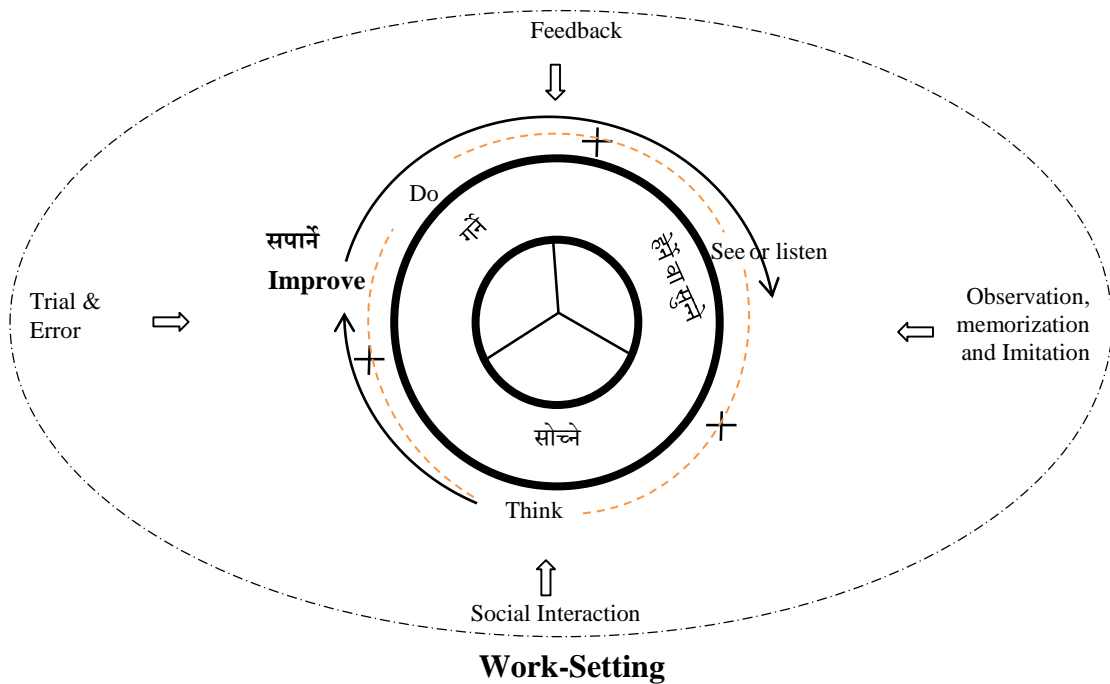 Feedback
Do
गर्ने
सपार्ने
Improve
हेर्ने वा सुन्ने
See or listen
Trial &
Error
Observation,
memorization
and Imitation
सोच्ने
Think
Social Interaction
Work-Setting